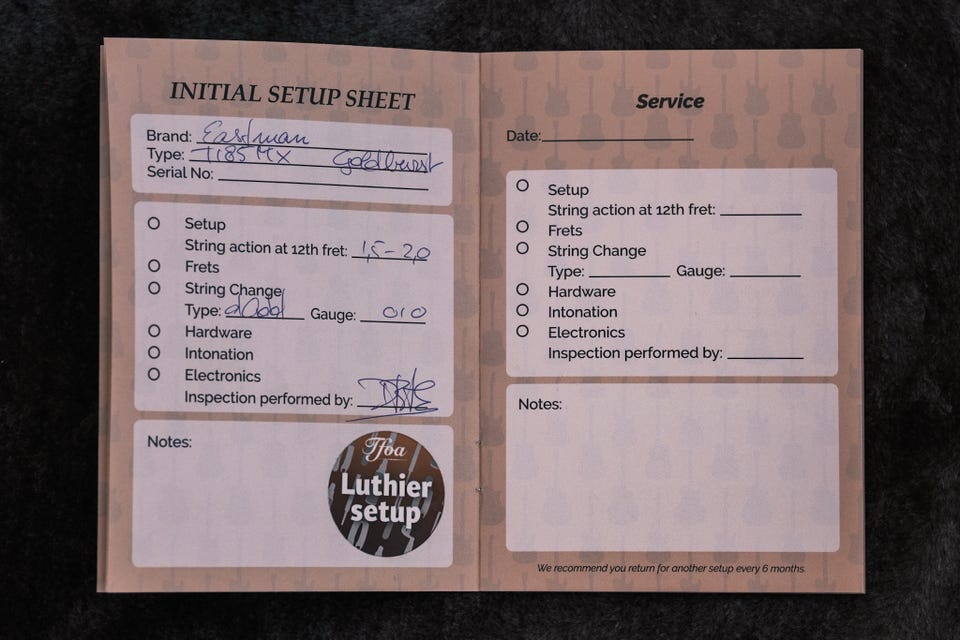 INITIAL SETUP SHEET
Brand: Eastman
Type: T185MX Goldburst
Serial No:
Setup
String action at 12th fret: 1,5-2,0
Frets
String Change
Type: dAdd Gauge: 010
Hardware
Intonation
Electronics
Inspection performed by:
Notes:
Tfoa
Luthier
setup
Service
Date:
Setup
String action at 12th fret:
Frets
String Change
Type: Gauge:
Hardware
Intonation
Electronics
Inspection performed by:
Notes:
We recommend you return for another setup every 6 months.